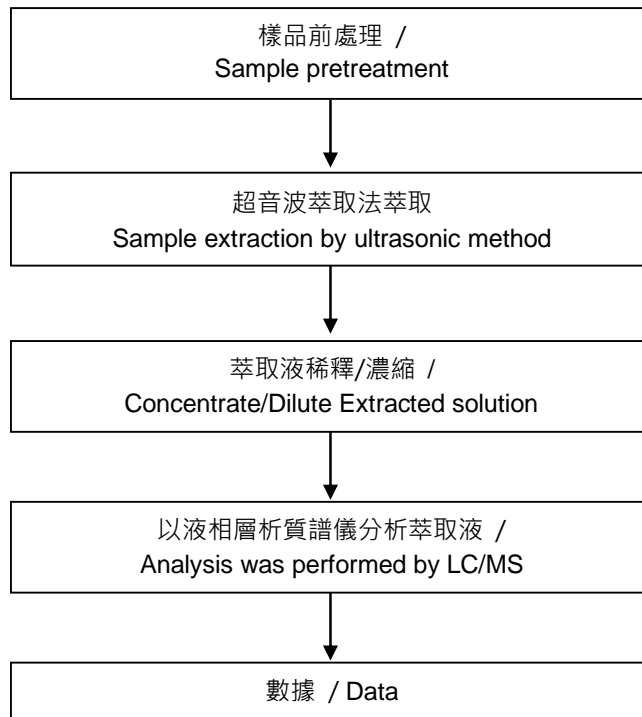 樣品前處理 /
Sample pretreatment
超音波萃取法萃取
Sample extraction by ultrasonic method
萃取液稀釋/濃縮 /
Concentrate/Dilute Extracted solution
以液相層析質譜儀分析萃取液 /
Analysis was performed by LC/MS
數據 / Data